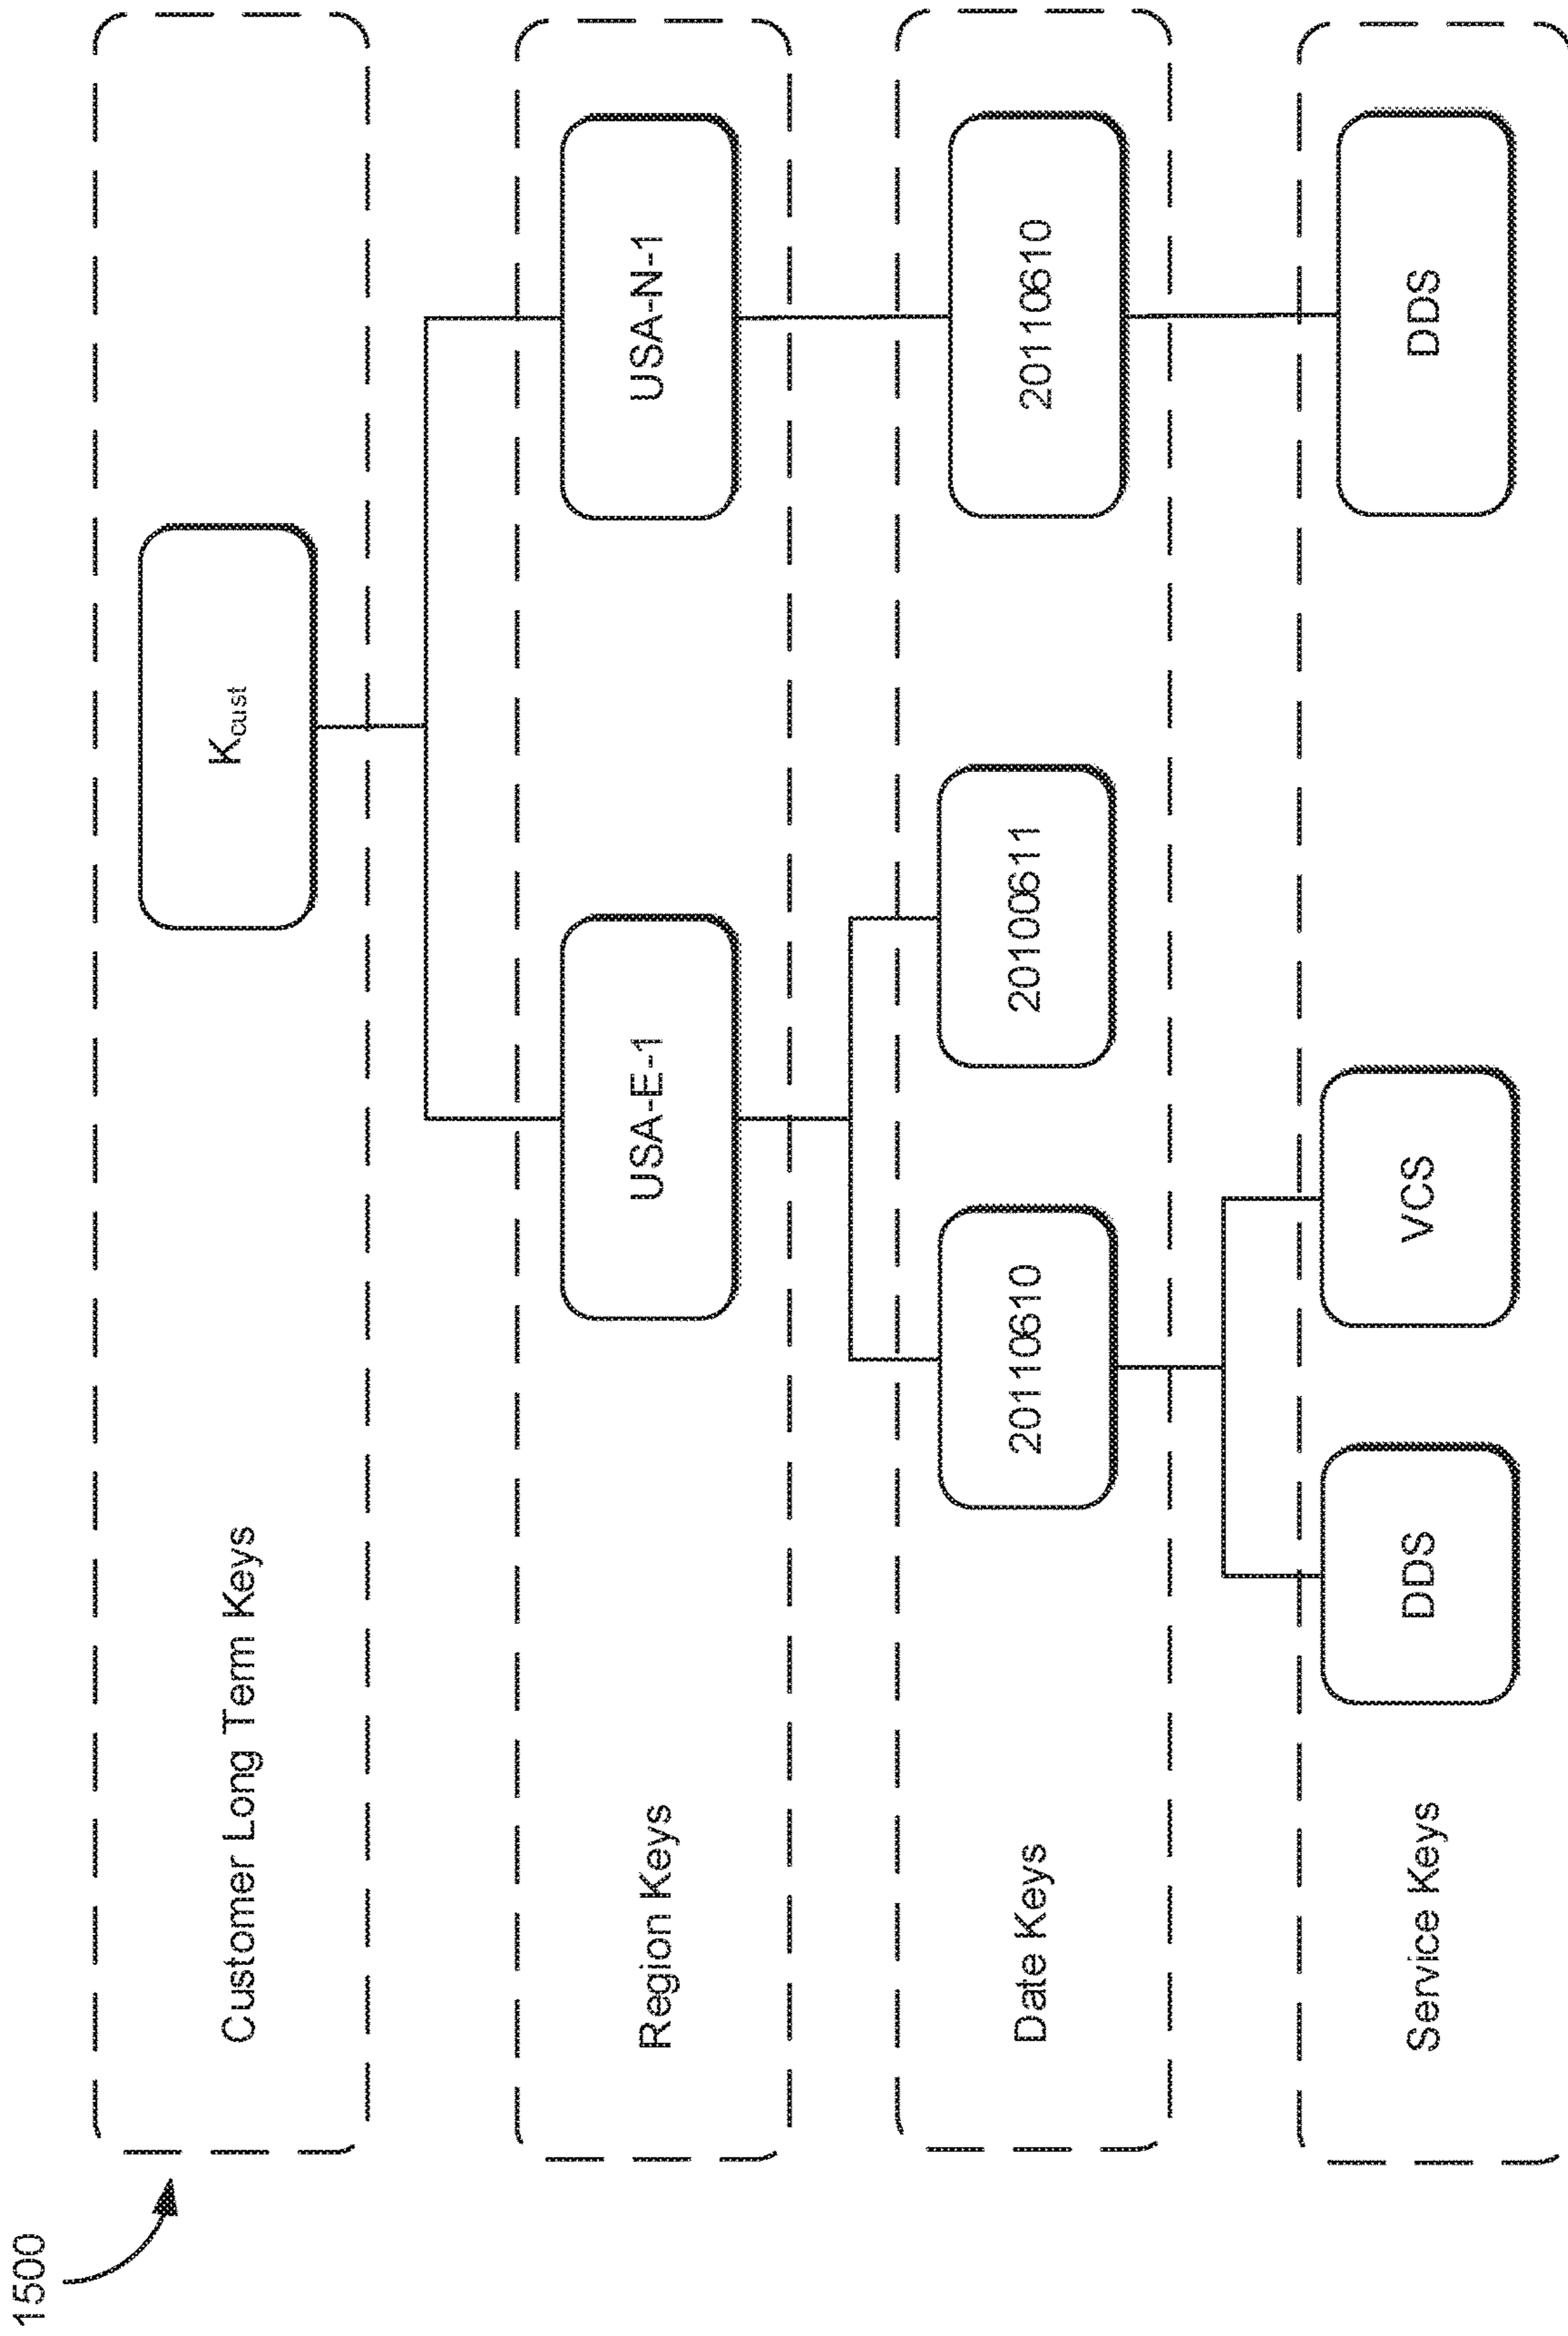 1500
Customer Long Term Keys
Kcust
Region Keys
USA-E-1
USA-N-1
Date Keys
20110610
20100611
20110610
Service Keys
DDS
VCS
DDS